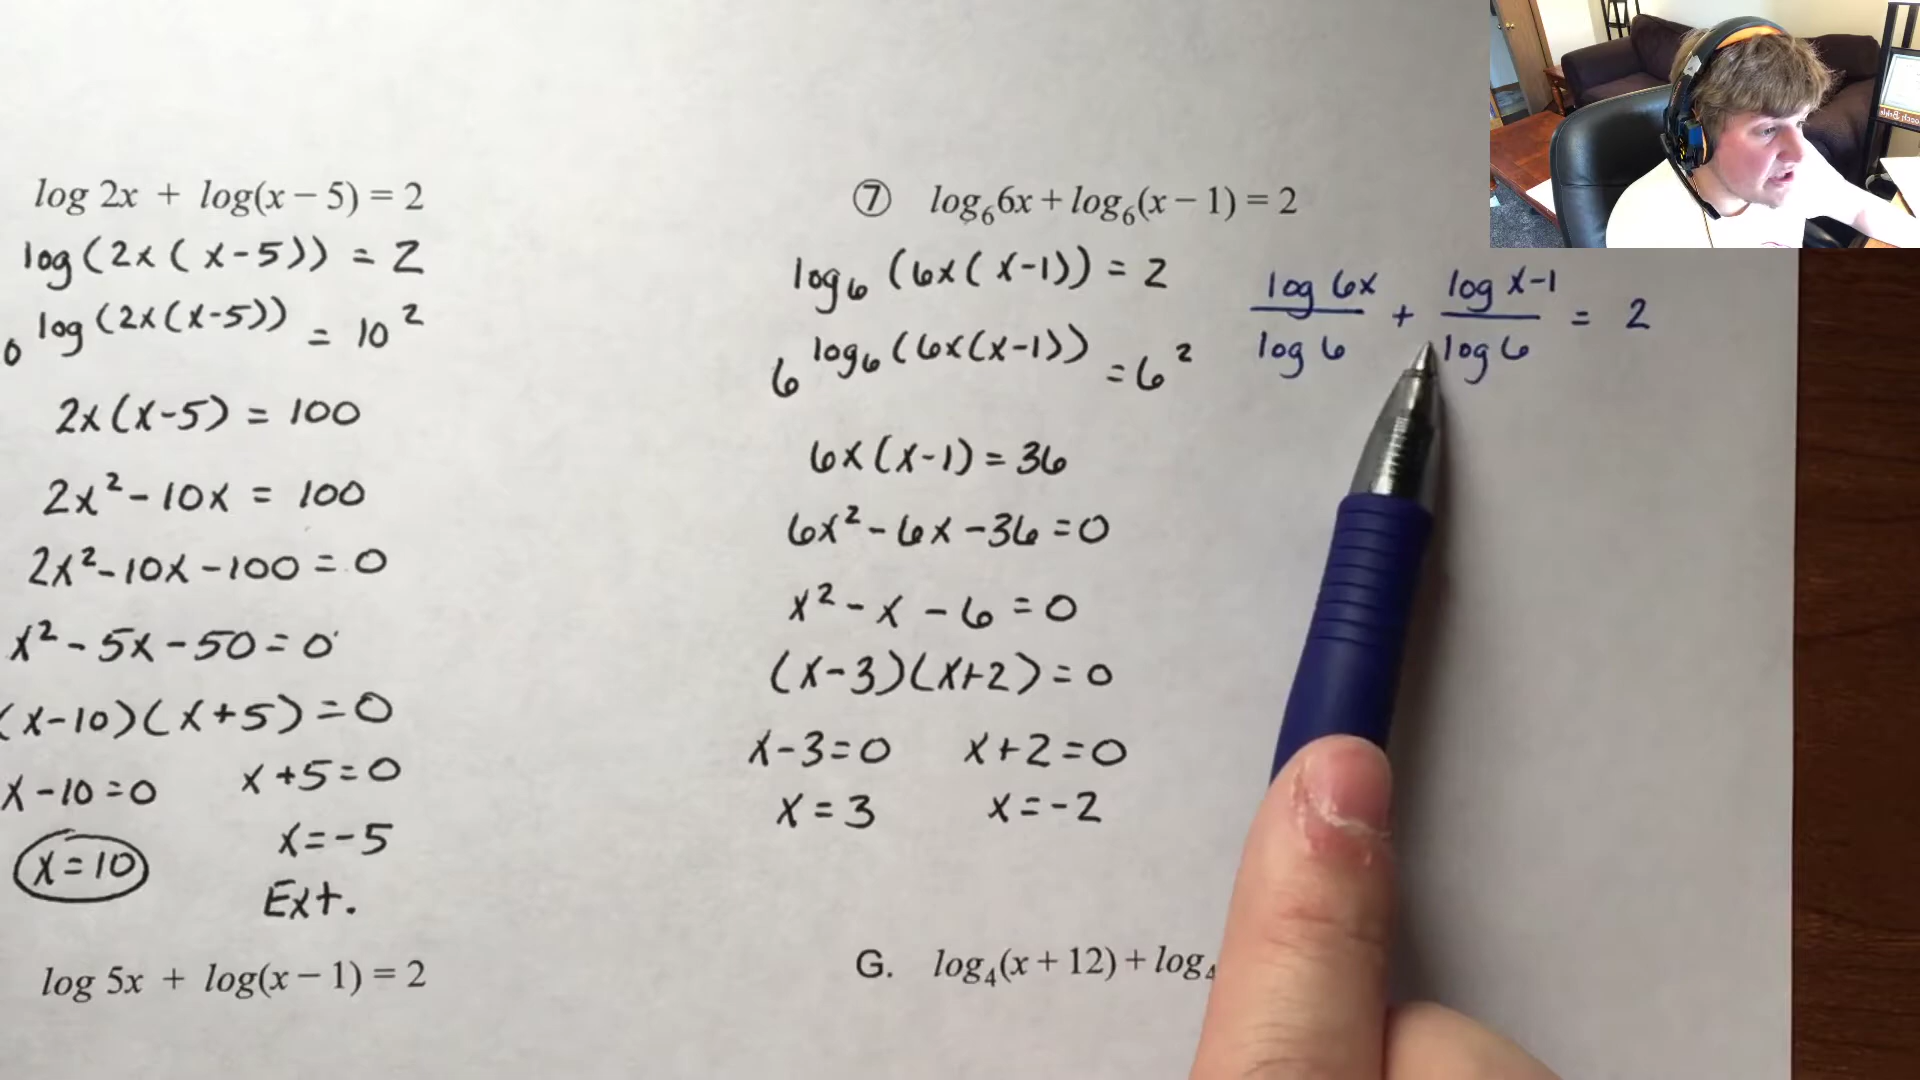 log 2x + log(x − 5) = 2
log(2x(x-5)) = 2
log(2x(x-5)) = 10²
2x(x-5) = 100
2x² - 10x = 100
2x² - 10x - 100 = 0
x² - 5x - 50 = 0
(x-10)(x+5) = 0
x - 10 = 0 x + 5 = 0
x = 10 x = -5
Ext.
log 5x + log(x − 1) = 2
⑦ log₆6x + log₆(x − 1) = 2
log₆(6x(x-1)) = 2
6^log₆(6x(x-1)) = 6²
6x(x-1) = 36
6x² - 6x - 36 = 0
x² - x - 6 = 0
(x-3)(x+2) = 0
x-3=0 x+2=0
x = 3 x = -2
log 6x / log 6 + log x-1 / log 6 = 2
G. log₄(x + 12) + log₄